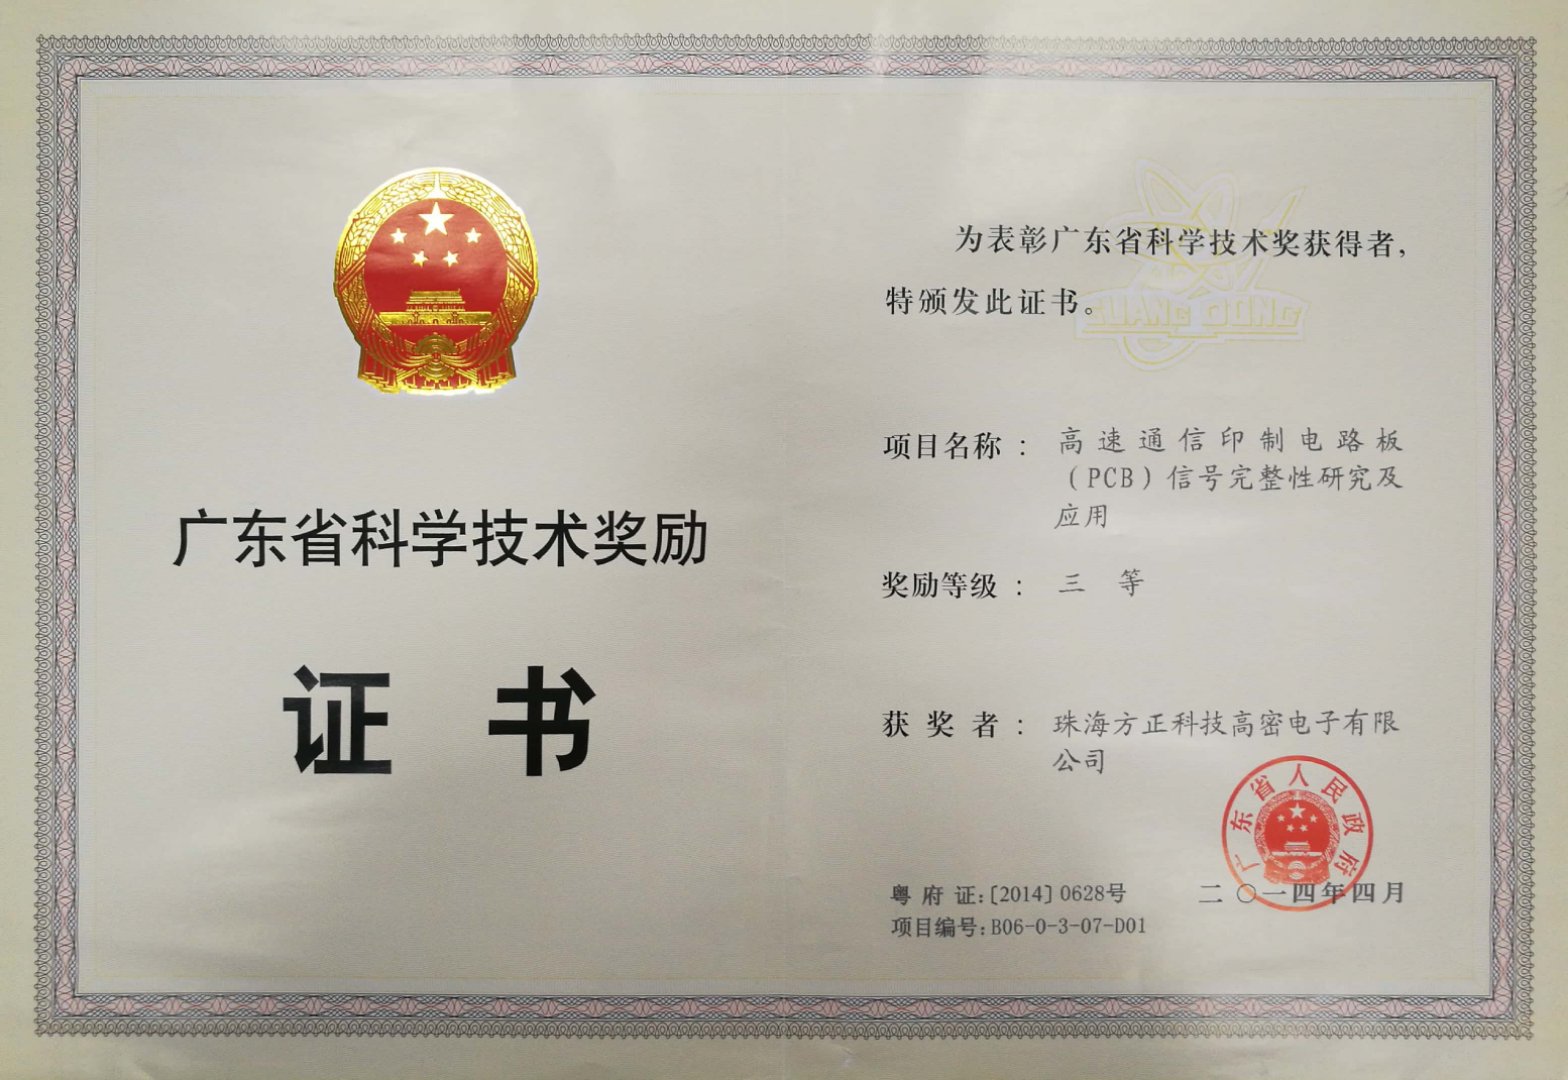 广东省科学技术奖励
证 书
为表彰广东省科学技术奖获得者，
特颁发此证书。
GUANG DONG
项目名称： 高速通信印制电路板
（PCB）信号完整性研究及
应用
奖励等级： 三 等
获 奖 者： 珠海方正科技高密电子有限
公司
广东省人民政府
粤 府 证:[2014] 0628号
二〇一四年四月
项目编号:B06-0-3-07-D01